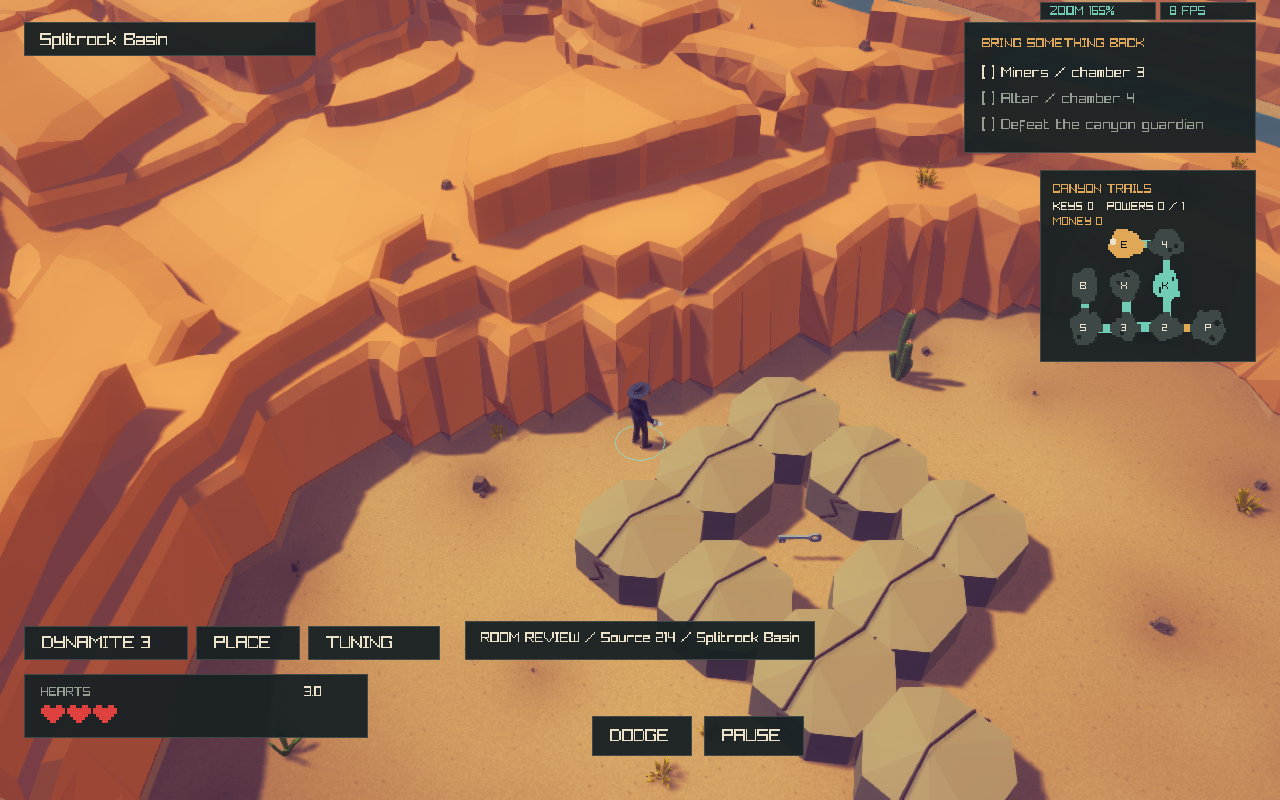 Splitrock Basin
ZOOM 165%
8 FPS
BRING SOMETHING BACK
[ ] Miners / chamber 3
[ ] Altar / chamber 4
[ ] Defeat the canyon guardian
CANYON TRAILS
KEYS 0 POWERS 0 / 1
MONEY 0
E 4
B X K
5 3 2 P
DYNAMITE 3
PLACE
TUNING
ROOM REVIEW / Source 214 / Splitrock Basin
HEARTS 3.0
DODGE
PAUSE